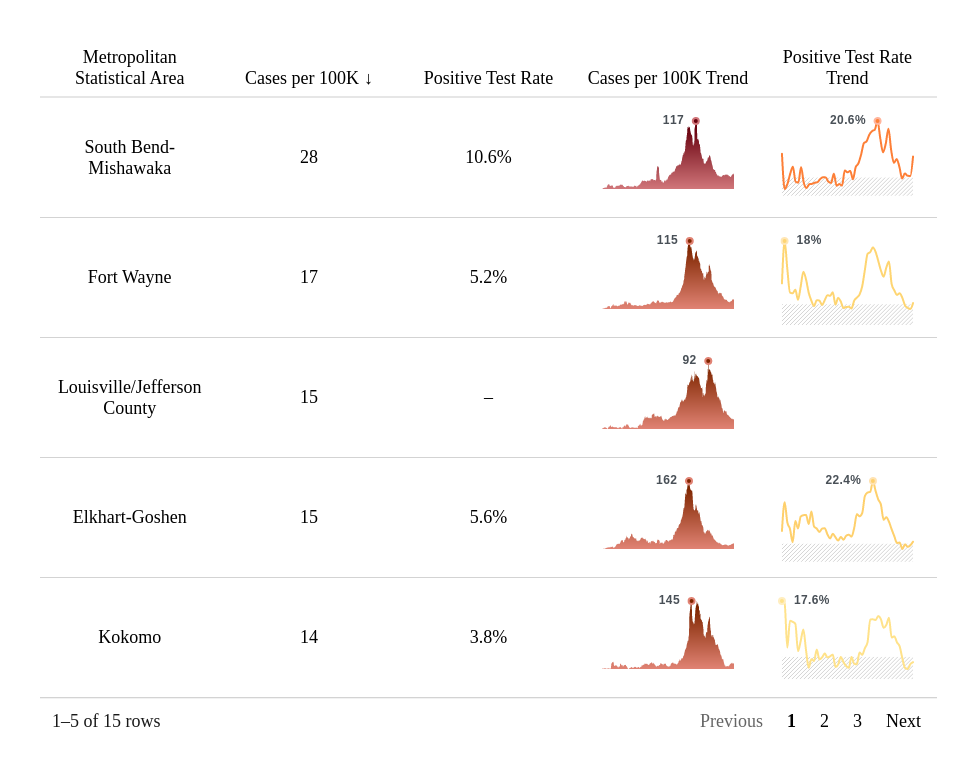 Metropolitan
Statistical Area
Cases per 100K ↓
Positive Test Rate
Cases per 100K Trend
Positive Test Rate
Trend
South Bend-
Mishawaka
28
10.6%
117
20.6%
Fort Wayne
17
5.2%
115
18%
Louisville/Jefferson
County
15
–
92
Elkhart-Goshen
15
5.6%
162
22.4%
Kokomo
14
3.8%
145
17.6%
1–5 of 15 rows
Previous 1 2 3 Next